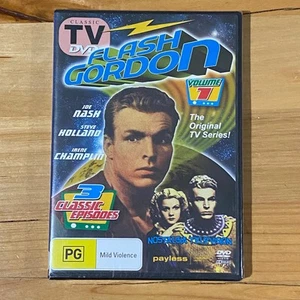 CLASSIC
TV
DVD
FLASH
GORDON
VOLUME
1
JOE
NASH
STEVE
HOLLAND
IRENE
CHAMPLIN
The
Original
TV Series!
3
CLASSIC
EPISODES
NOSTALGIA
PG
Mild Violence
payless
DVD